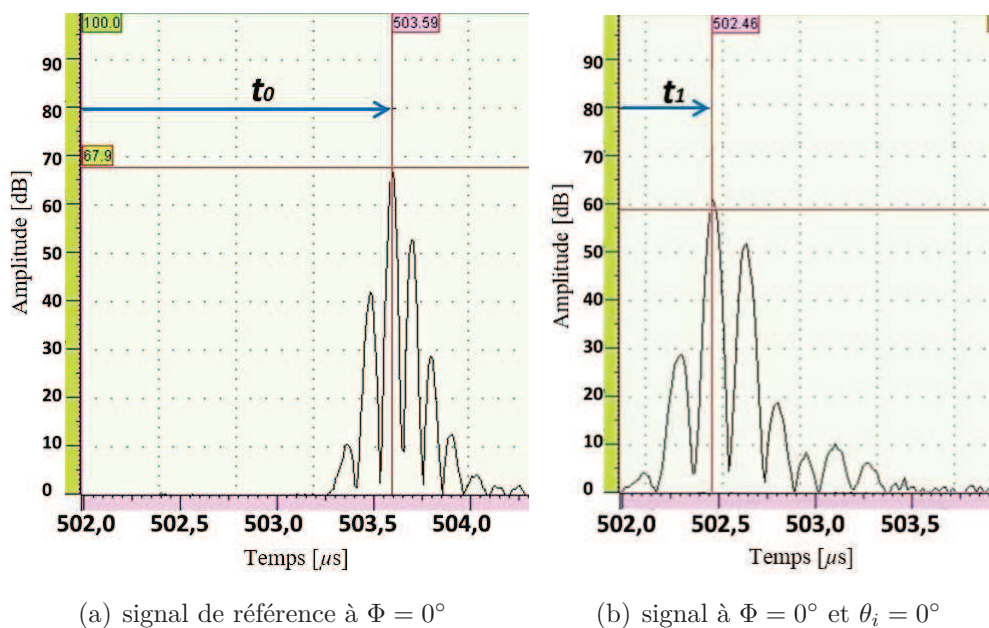 100.0
503.59
t0
67.9
90
80
70
60
50
40
30
20
10
0
Amplitude [dB]
502,0 502,5 503,0 503,5 504,0
Temps [µs]
(a) signal de référence à Φ = 0°
502.46
t1
90
80
70
60
50
40
30
20
10
0
Amplitude [dB]
502,0 502,5 503,0 503,5
Temps [µs]
(b) signal à Φ = 0° et θi = 0°